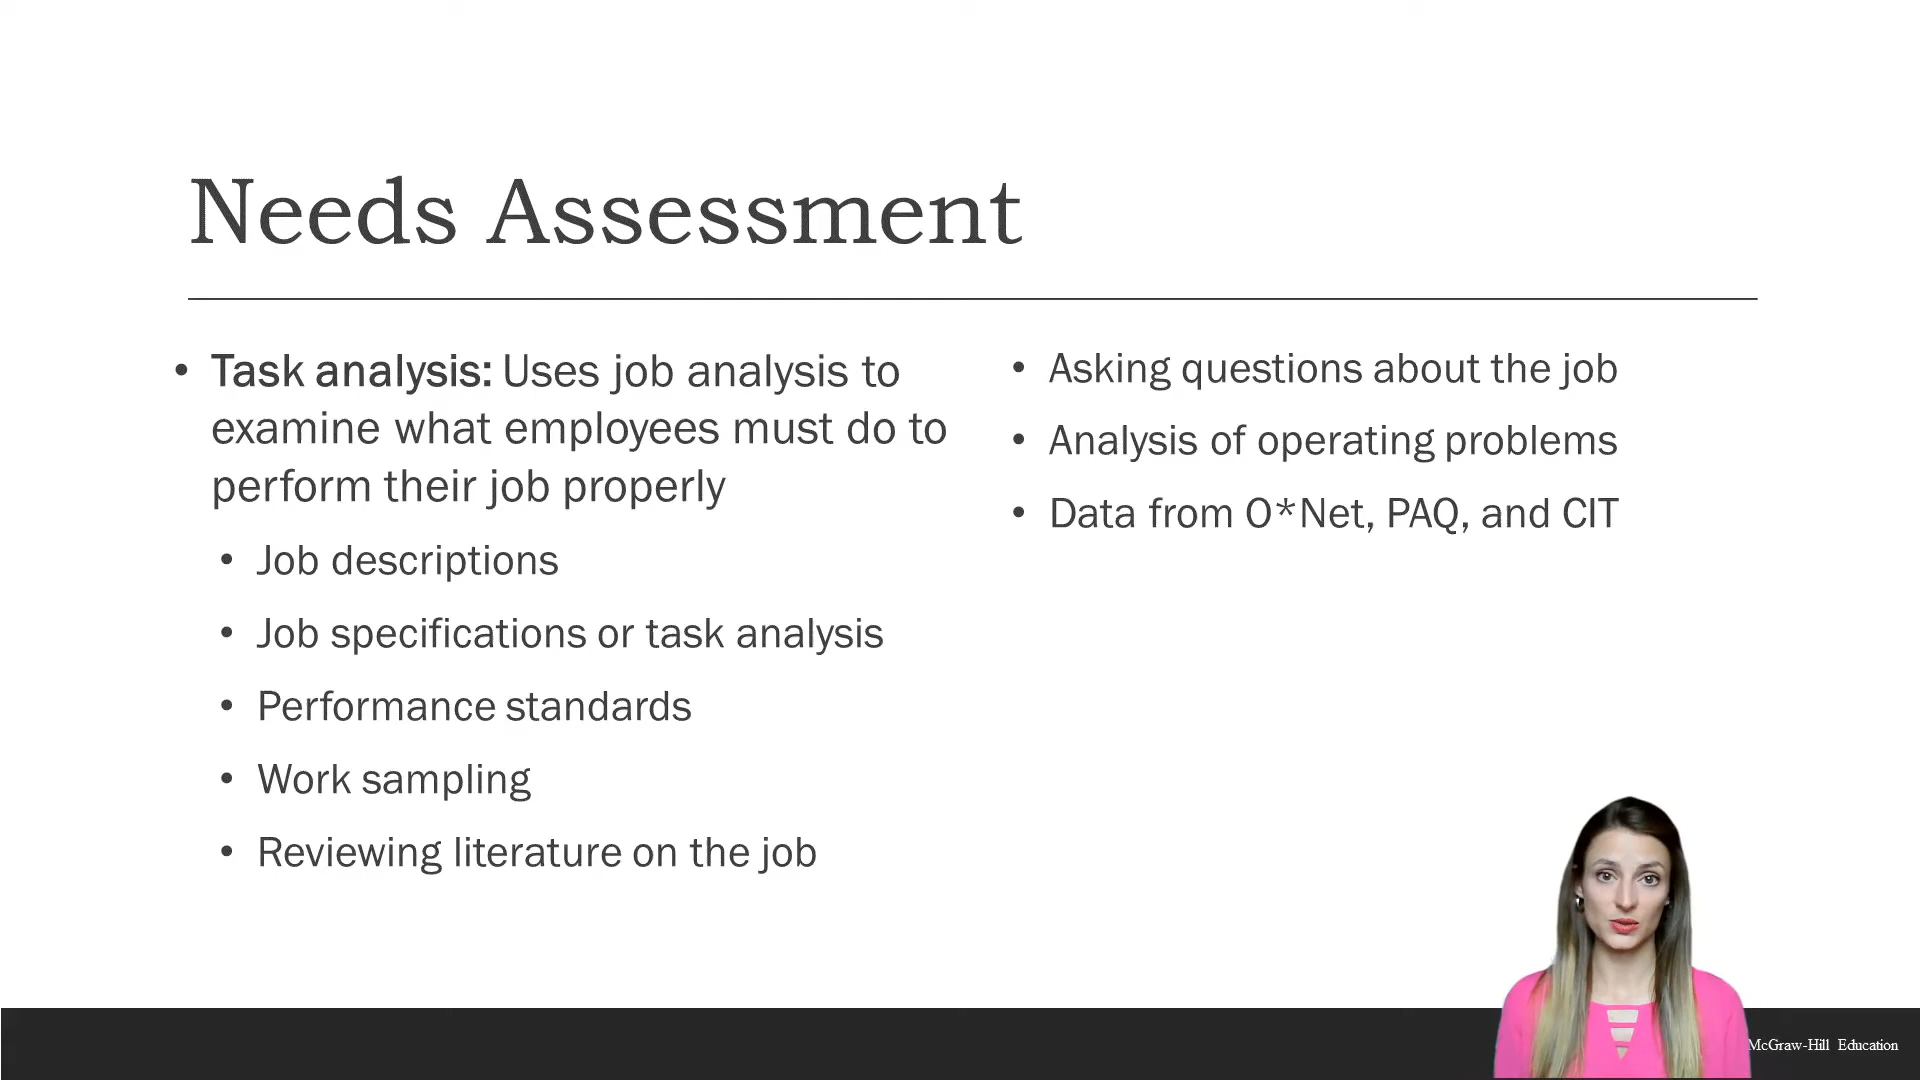 Needs Assessment
• Task analysis: Uses job analysis to
examine what employees must do to
perform their job properly
• Job descriptions
• Job specifications or task analysis
• Performance standards
• Work sampling
• Reviewing literature on the job
• Asking questions about the job
• Analysis of operating problems
• Data from O*Net, PAQ, and CIT
McGraw-Hill Education